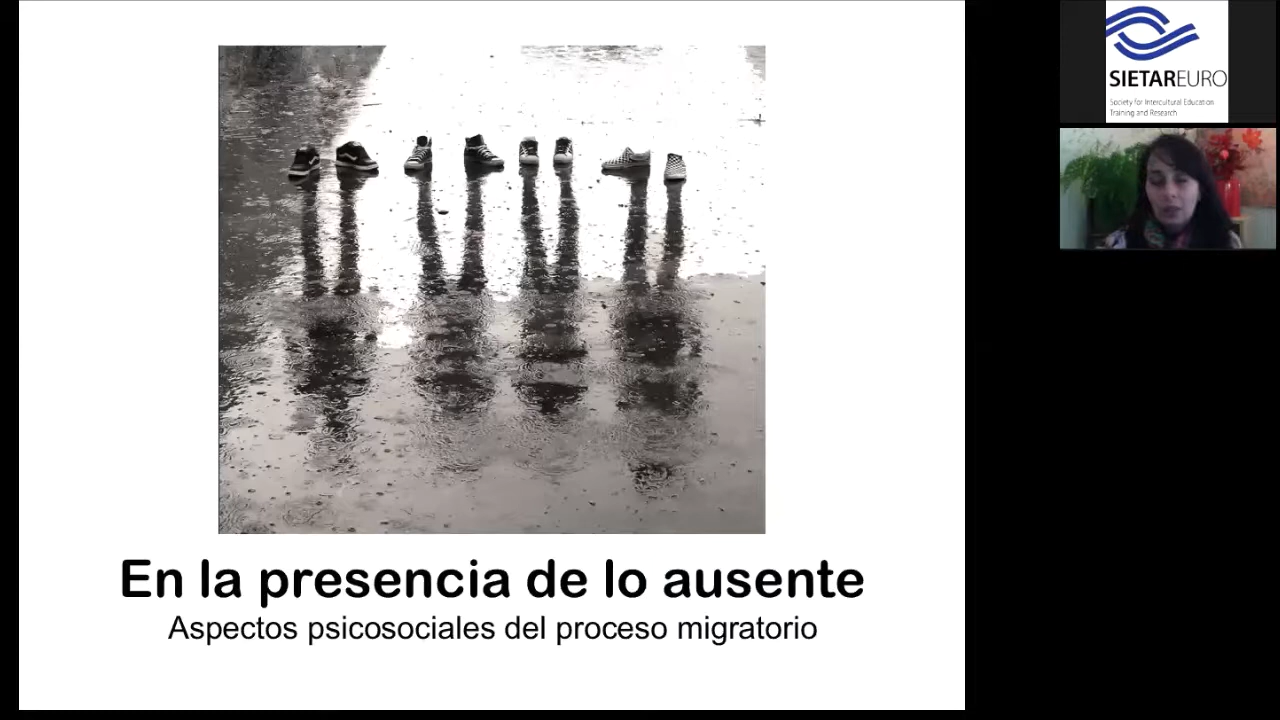 En la presencia de lo ausente
Aspectos psicosociales del proceso migratorio
SIETAREURO
Society for Intercultural Education
Training and Research